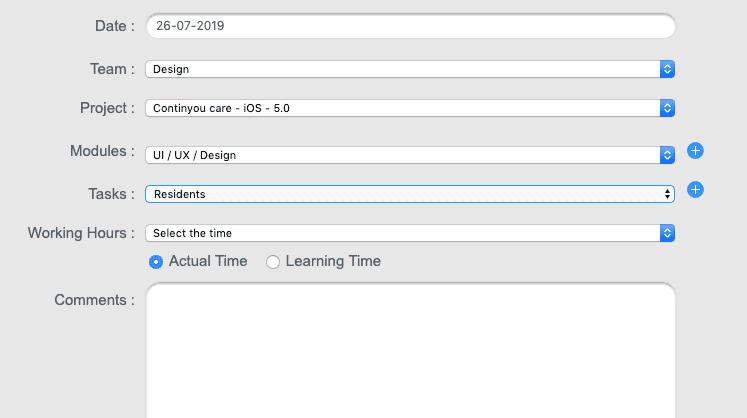 Date : 26-07-2019
Team : Design
Project : Continyou care - iOS - 5.0
Modules : UI / UX / Design
Tasks : Residents
Working Hours : Select the time
Actual Time Learning Time
Comments :